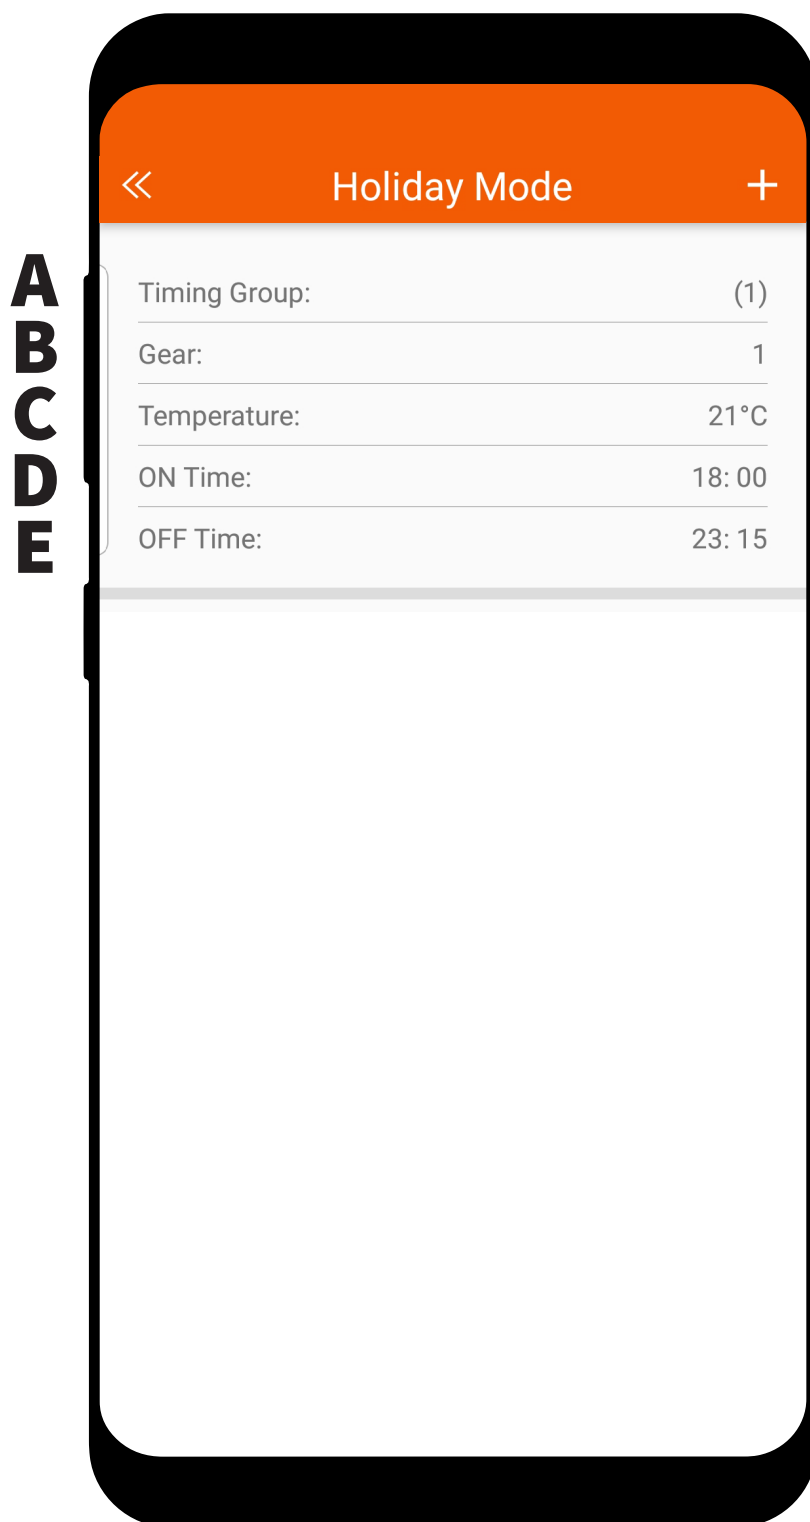 Holiday Mode
A Timing Group: (1)
B Gear: 1
C Temperature: 21°C
D ON Time: 18: 00
E OFF Time: 23: 15